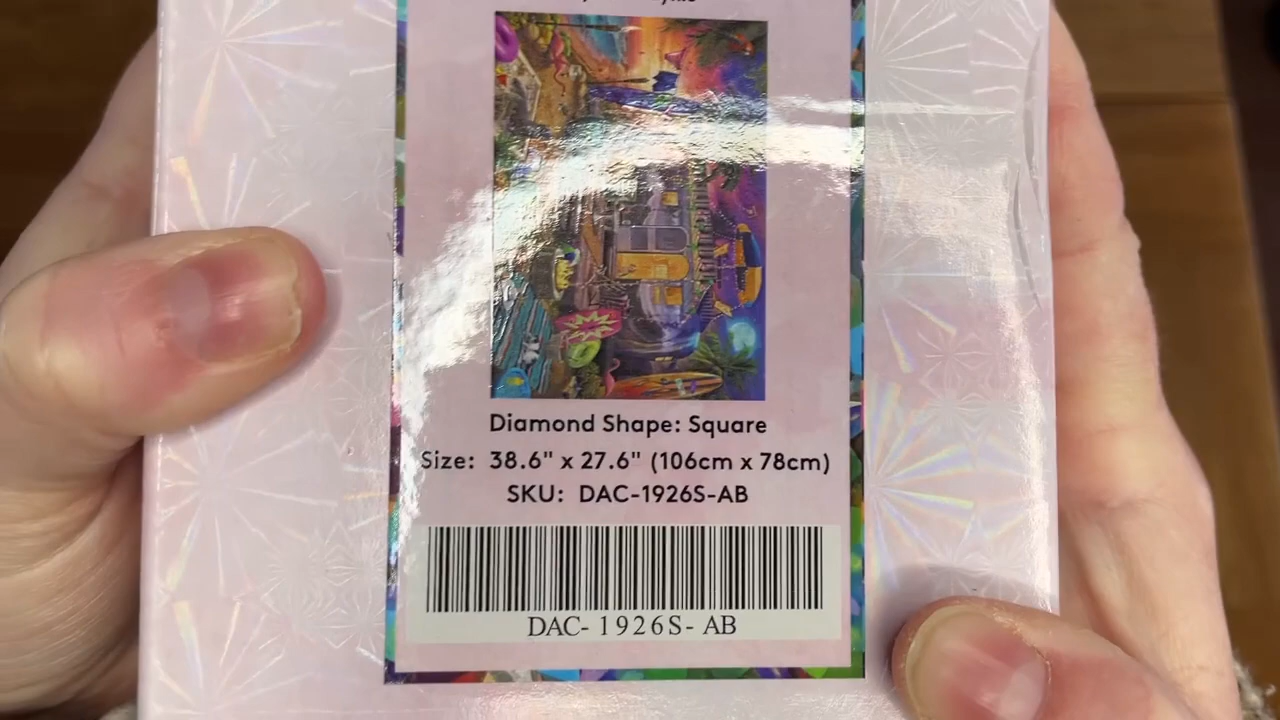 Diamond Shape: Square
Size: 38.6" x 27.6" (106cm x 78cm)
SKU: DAC-1926S-AB
DAC- 1926S- AB